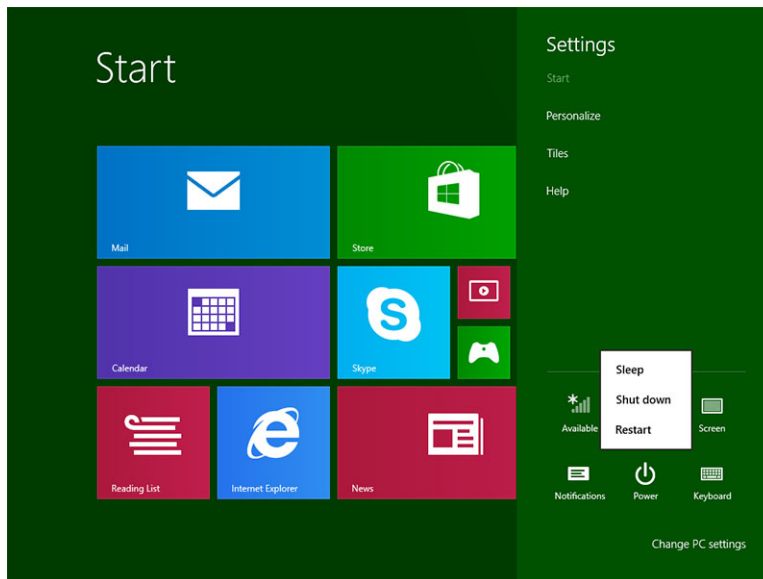 Start
Mail
Store
Calendar
Skype
Reading List
Internet Explorer
News
Settings
Start
Personalize
Tiles
Help
Sleep
Shut down
Restart
Available
Screen
Notifications
Power
Keyboard
Change PC settings